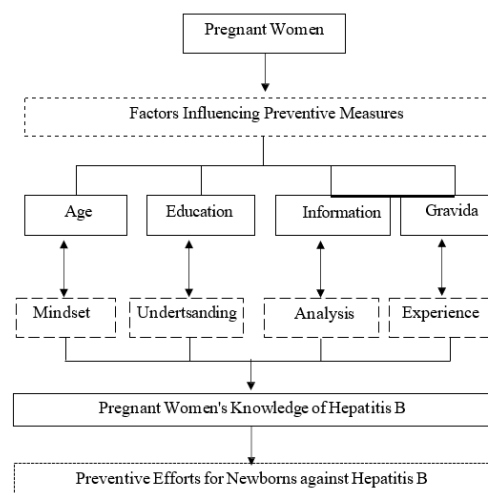 Pregnant Women
Factors Influencing Preventive Measures
Age Education Information Gravida
Mindset Undertsanding Analysis Experience
Pregnant Women's Knowledge of Hepatitis B
Preventive Efforts for Newborns against Hepatitis B